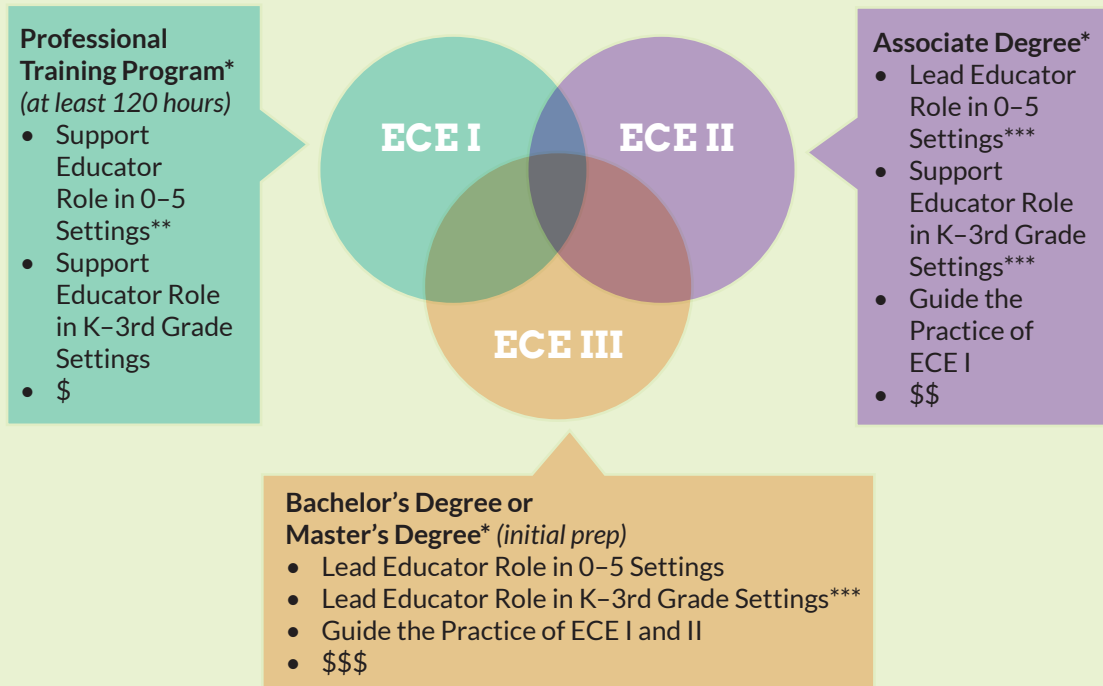 Professional
Training Program*
(at least 120 hours)
• Support
Educator
Role in 0–5
Settings**
• Support
Educator Role
in K–3rd Grade
Settings
• $
ECE I
ECE II
ECE III
Associate Degree*
• Lead Educator
Role in 0–5
Settings***
• Support
Educator Role
in K–3rd Grade
Settings***
• Guide the
Practice of
ECE I
• $$
Bachelor’s Degree or
Master’s Degree* (initial prep)
• Lead Educator Role in 0–5 Settings
• Lead Educator Role in K–3rd Grade Settings***
• Guide the Practice of ECE I and II
• $$$